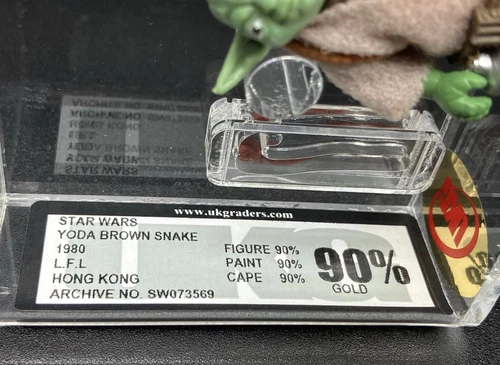 www.ukgraders.com
STAR WARS
YODA BROWN SNAKE
1980
L.F.L
HONG KONG
ARCHIVE NO. SW073569
FIGURE 90%
PAINT 90%
CAPE 90%
90%
GOLD